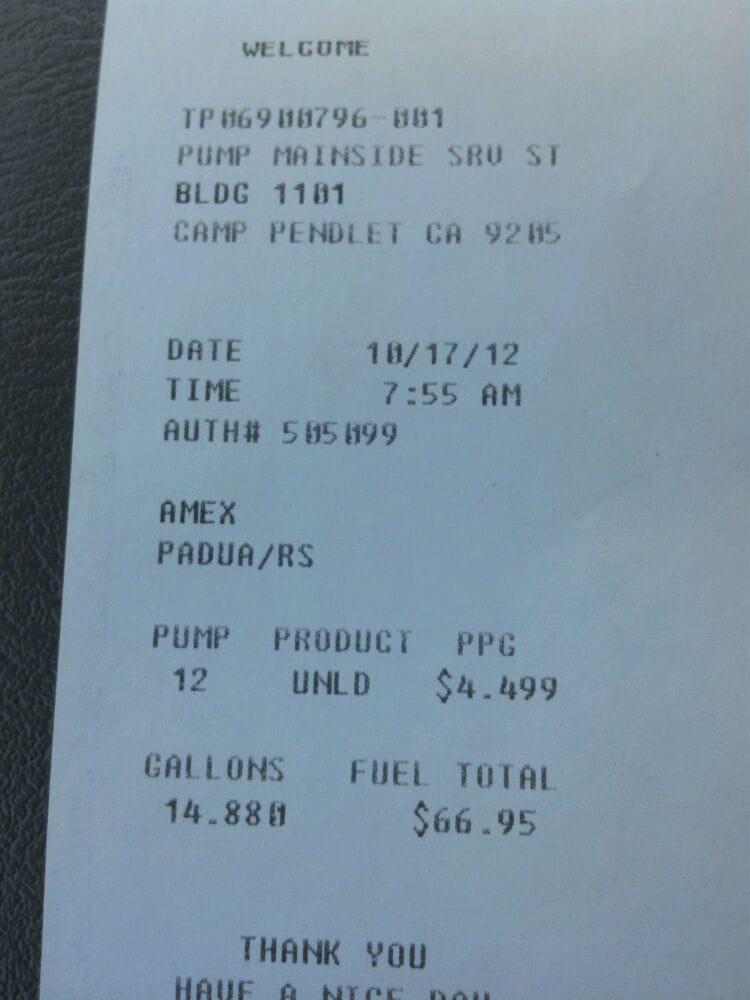 WELCOME
TP06900796-001
PUMP MAINSIDE SRV ST
BLDG 1101
CAMP PENDLET CA 9205
DATE 10/17/12
TIME 7:55 AM
AUTH# 505099
AMEX
PADUA/RS
PUMP PRODUCT PPG
12 UNLD $4.499
GALLONS FUEL TOTAL
14.880 $66.95
THANK YOU
HAVE A NICE DAY